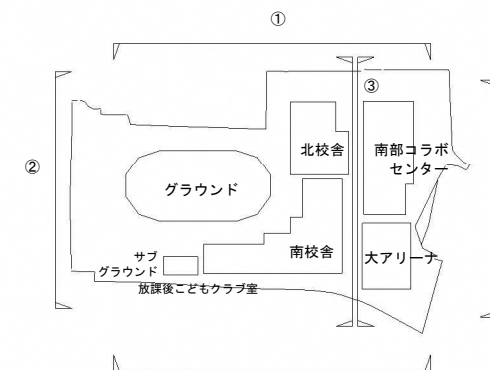 ①
②
③
北校舎
南部コラボ
センター
グラウンド
サブ
グラウンド
南校舎
大アリーナ
放課後こどもクラブ室